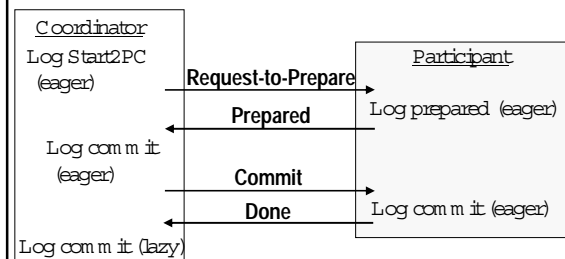 Coordinator
Log Start2PC
(eager)
Request-to-Prepare
Participant
Log prepared (eager)
Prepared
Log commit
(eager)
Commit
Log commit (eager)
Done
Log commit (lazy)